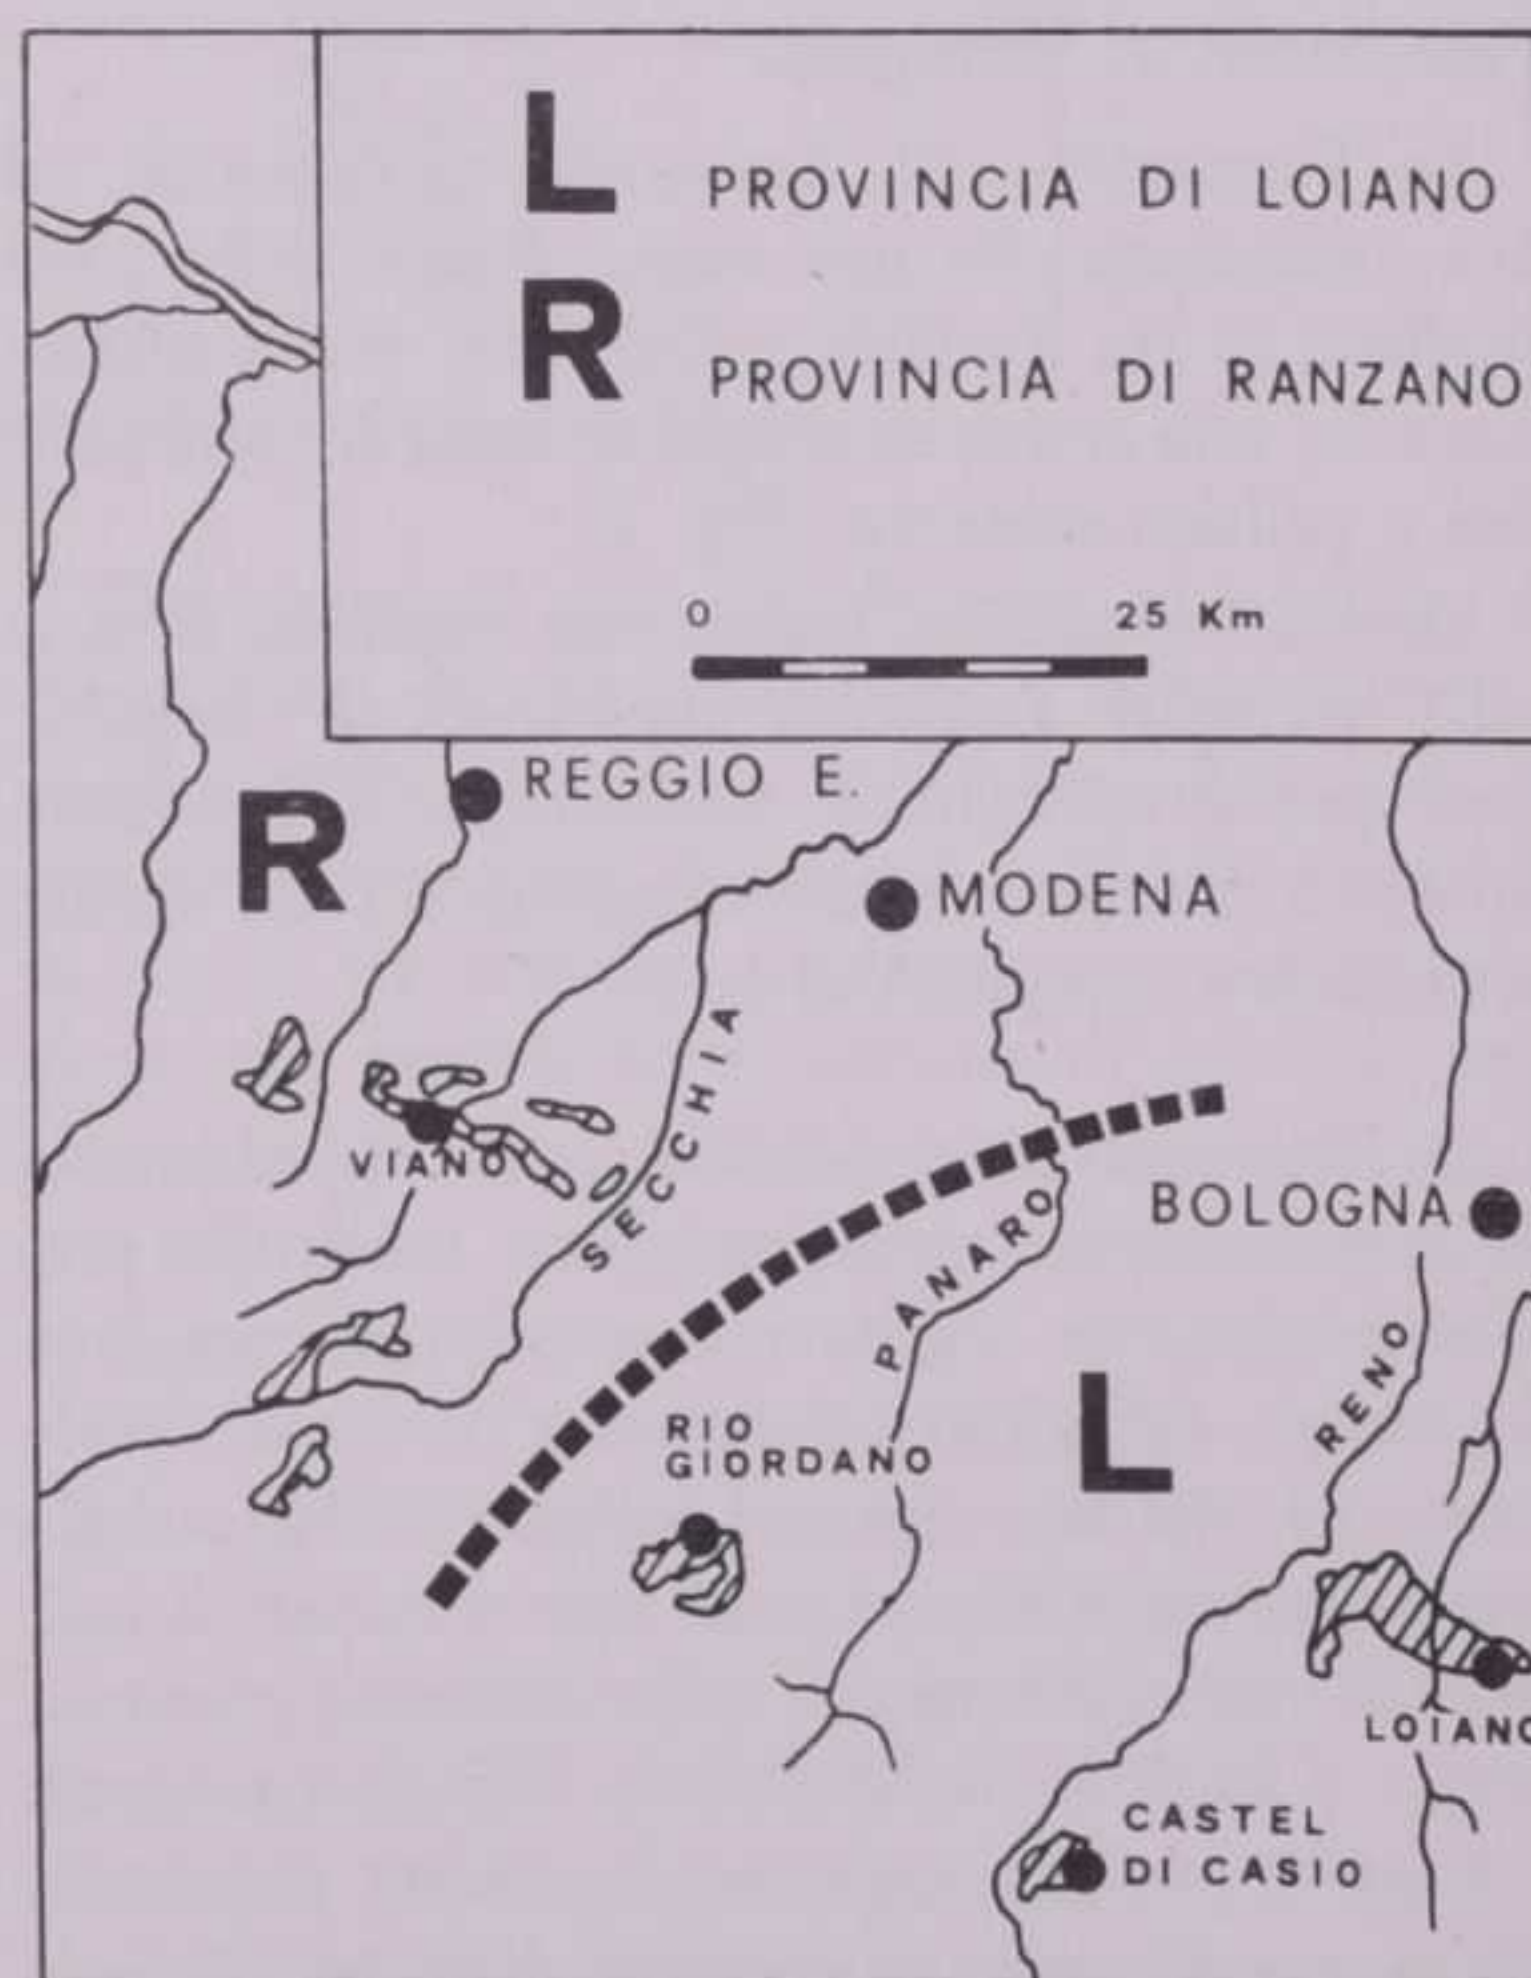 L PROVINCIA DI LOIANO
R PROVINCIA DI RANZANO
0 25 Km
REGGIO E.
R
MODENA
SECCHIA
VIANO
BOLOGNA
PANARO
RENO
L
RIO
GIORDANO
LOIANO
CASTEL
DI CASIO